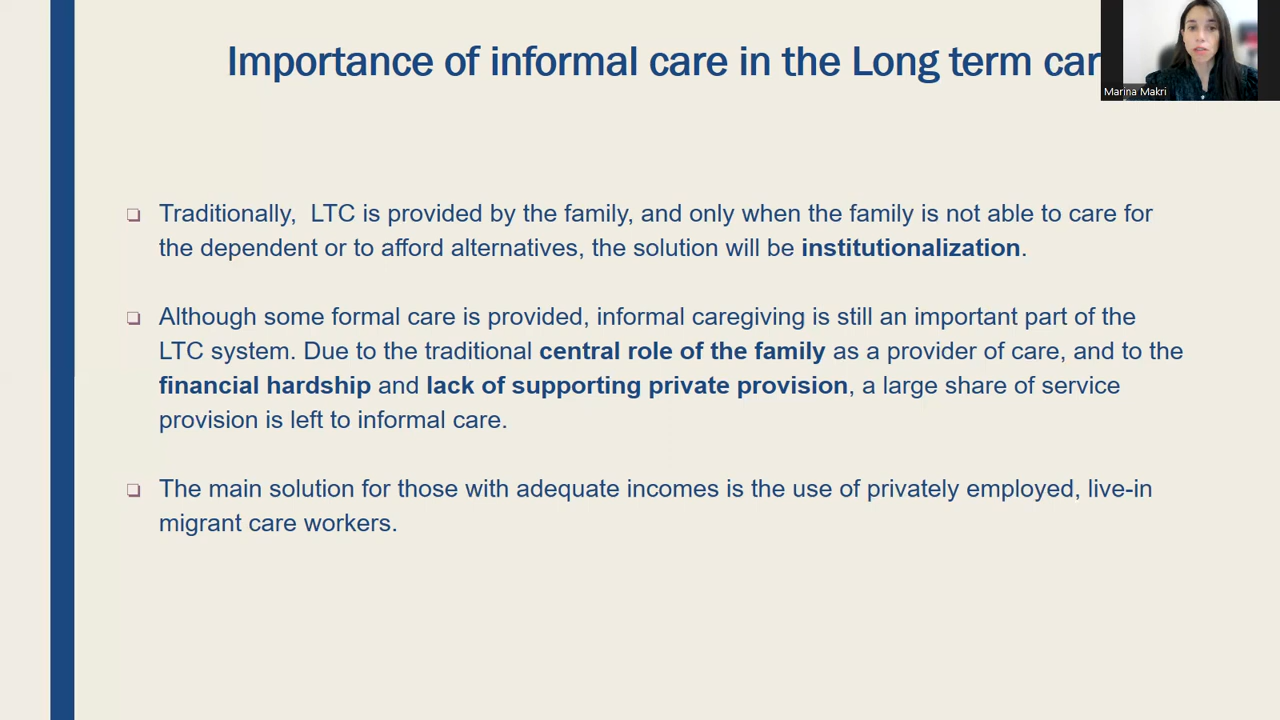 Importance of informal care in the Long term car
Marina Makri
❏ Traditionally,  LTC is provided by the family, and only when the family is not able to care for
the dependent or to afford alternatives, the solution will be institutionalization.
❏ Although some formal care is provided, informal caregiving is still an important part of the
LTC system. Due to the traditional central role of the family as a provider of care, and to the
financial hardship and lack of supporting private provision, a large share of service
provision is left to informal care.
❏ The main solution for those with adequate incomes is the use of privately employed, live-in
migrant care workers.